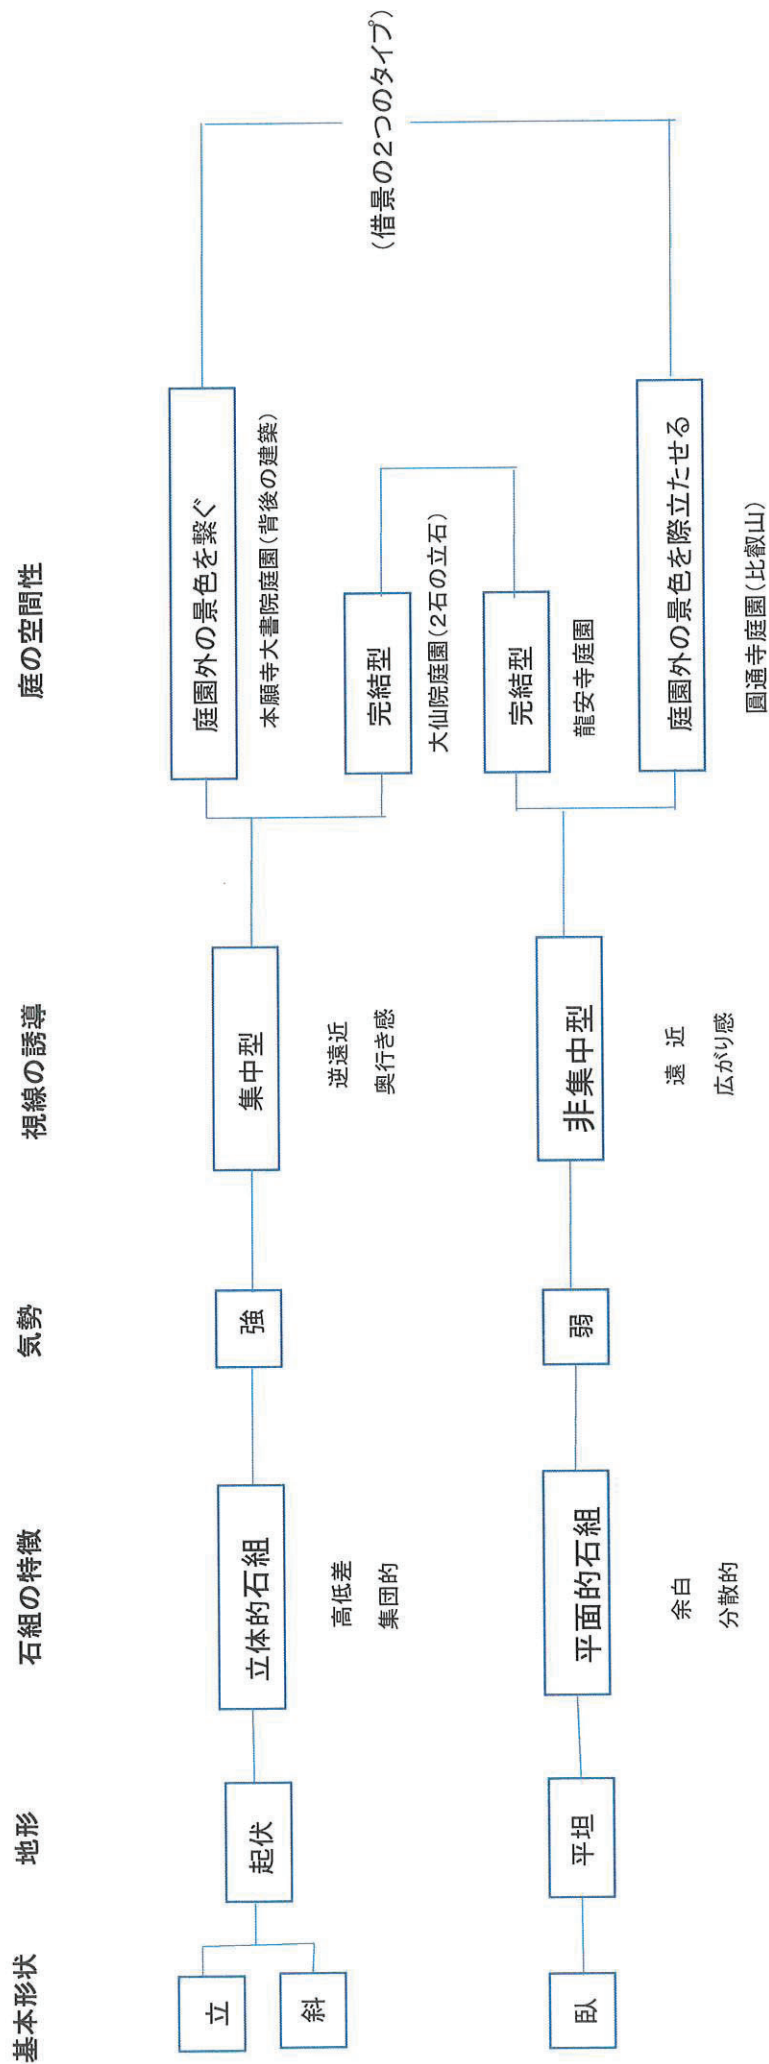 基本形状
地形
石組の特徴
気勢
視線の誘導
庭の空間性
立
斜
起伏
立体的石組
高低差
集団的
強
集中型
逆遠近
奥行き感
庭園外の景色を繋ぐ
本願寺大書院庭園(背後の建築)
完結型
大仙院庭園(2石の立石)
臥
平坦
平面的石組
余白
分散的
弱
非集中型
遠 近
広がり感
完結型
龍安寺庭園
庭園外の景色を際立たせる
圓通寺庭園(比叡山)
(借景の2つのタイプ)